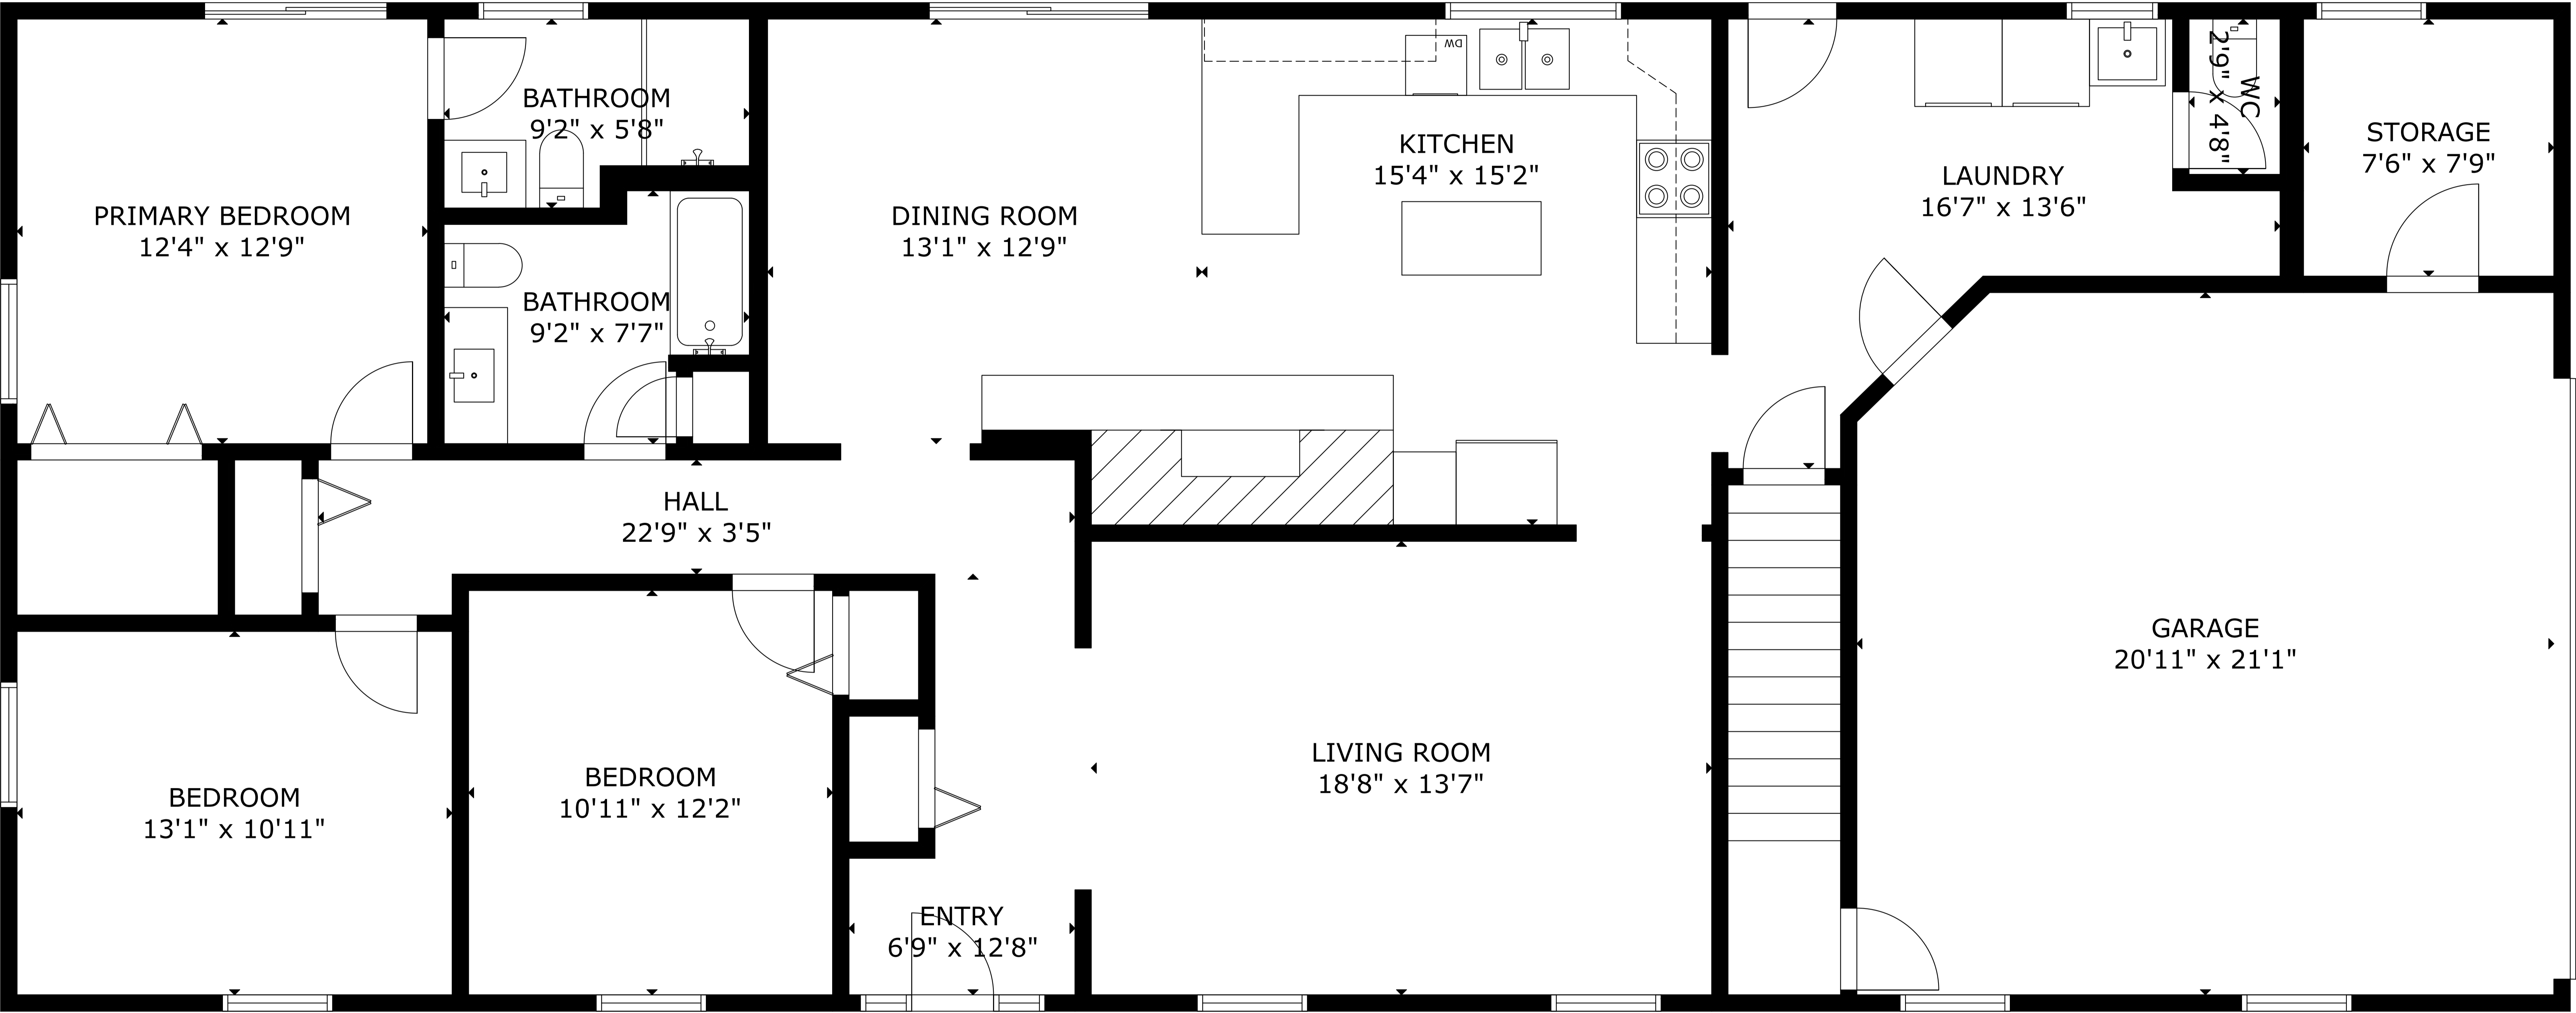 BATHROOM
9'2" x 5'8"
DW
2'9" x 4'8"
WC
KITCHEN
15'4" x 15'2"
STORAGE
7'6" x 7'9"
LAUNDRY
16'7" x 13'6"
PRIMARY BEDROOM
12'4" x 12'9"
DINING ROOM
13'1" x 12'9"
BATHROOM
9'2" x 7'7"
HALL
22'9" x 3'5"
GARAGE
20'11" x 21'1"
LIVING ROOM
18'8" x 13'7"
BEDROOM
10'11" x 12'2"
BEDROOM
13'1" x 10'11"
ENTRY
6'9" x 12'8"